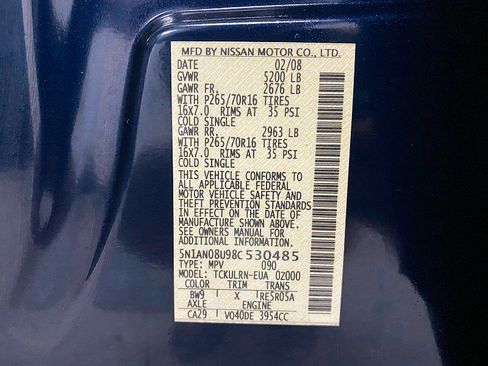 MFD BY NISSAN MOTOR CO., LTD.
DATE 02/08
GVWR 5200 LB
GAWR FR. 2676 LB
WITH P265/70R16 TIRES
16x7.0 RIMS AT 35 PSI
COLD SINGLE
GAWR RR. 2963 LB
WITH P265/70R16 TIRES
16x7.0 RIMS AT 35 PSI
COLD SINGLE
THIS VEHICLE CONFORMS TO
ALL APPLICABLE FEDERAL
MOTOR VEHICLE SAFETY AND
THEFT PREVENTION STANDARDS
IN EFFECT ON THE DATE OF
MANUFACTURE SHOWN ABOVE.
SEE OWNERS MANUAL FOR
ADDITIONAL INFORMATION.
5N1AN08U98C530485
TYPE: MPV 090
MODEL: TCKULRN-EUA 0Z000
COLOR TRIM TRANS
BW9 X RE5R05A
AXLE ENGINE
CA29 VQ40DE 3954CC